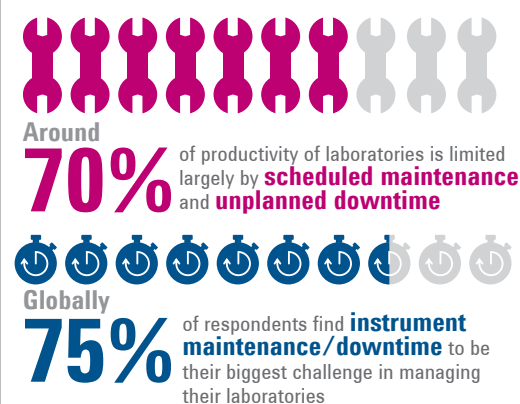 Around
70% of productivity of laboratories is limited
largely by scheduled maintenance
and unplanned downtime
Globally
75% of respondents find instrument
maintenance/downtime to be
their biggest challenge in managing
their laboratories